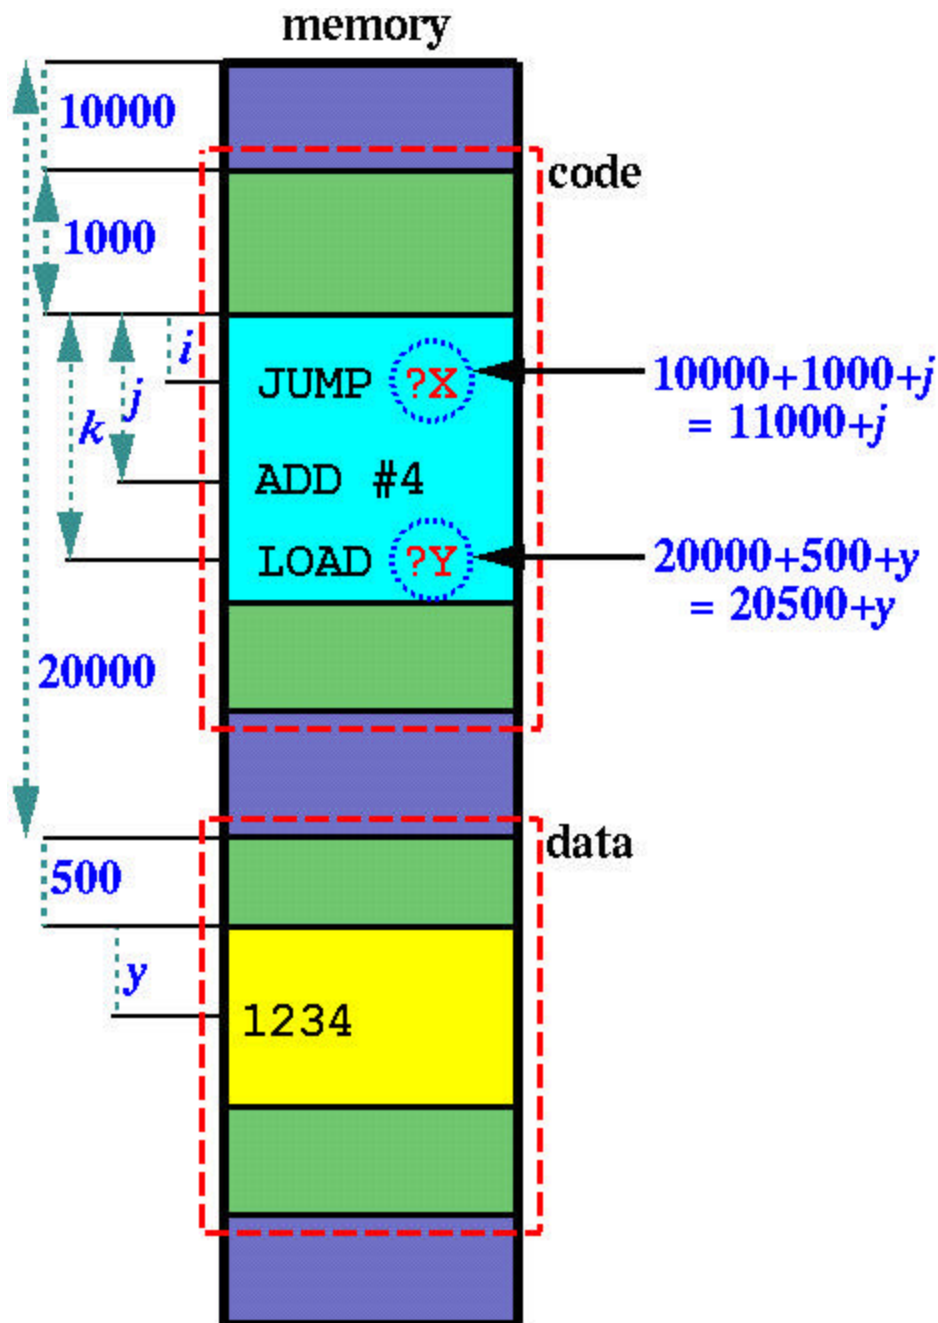 memory
10000
code
1000
i
JUMP ?X
10000+1000+j
= 11000+j
j
k
ADD #4
LOAD ?Y
20000+500+y
= 20500+y
20000
data
500
y
1234